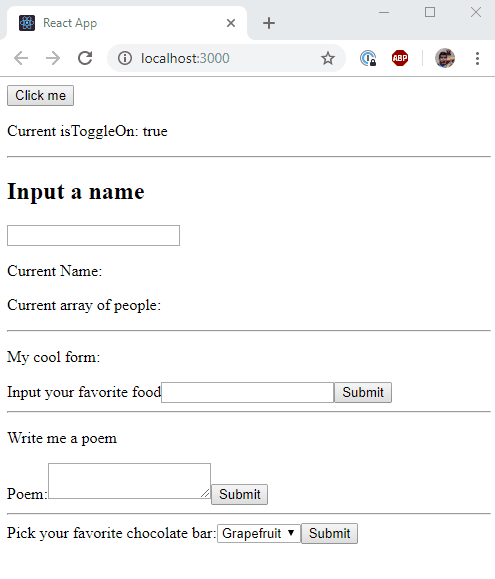 React App
localhost:3000
ABP
Click me
Current isToggleOn: true
Input a name
Current Name:
Current array of people:
My cool form:
Input your favorite food Submit
Write me a poem
Poem: Submit
Pick your favorite chocolate bar: Grapefruit Submit